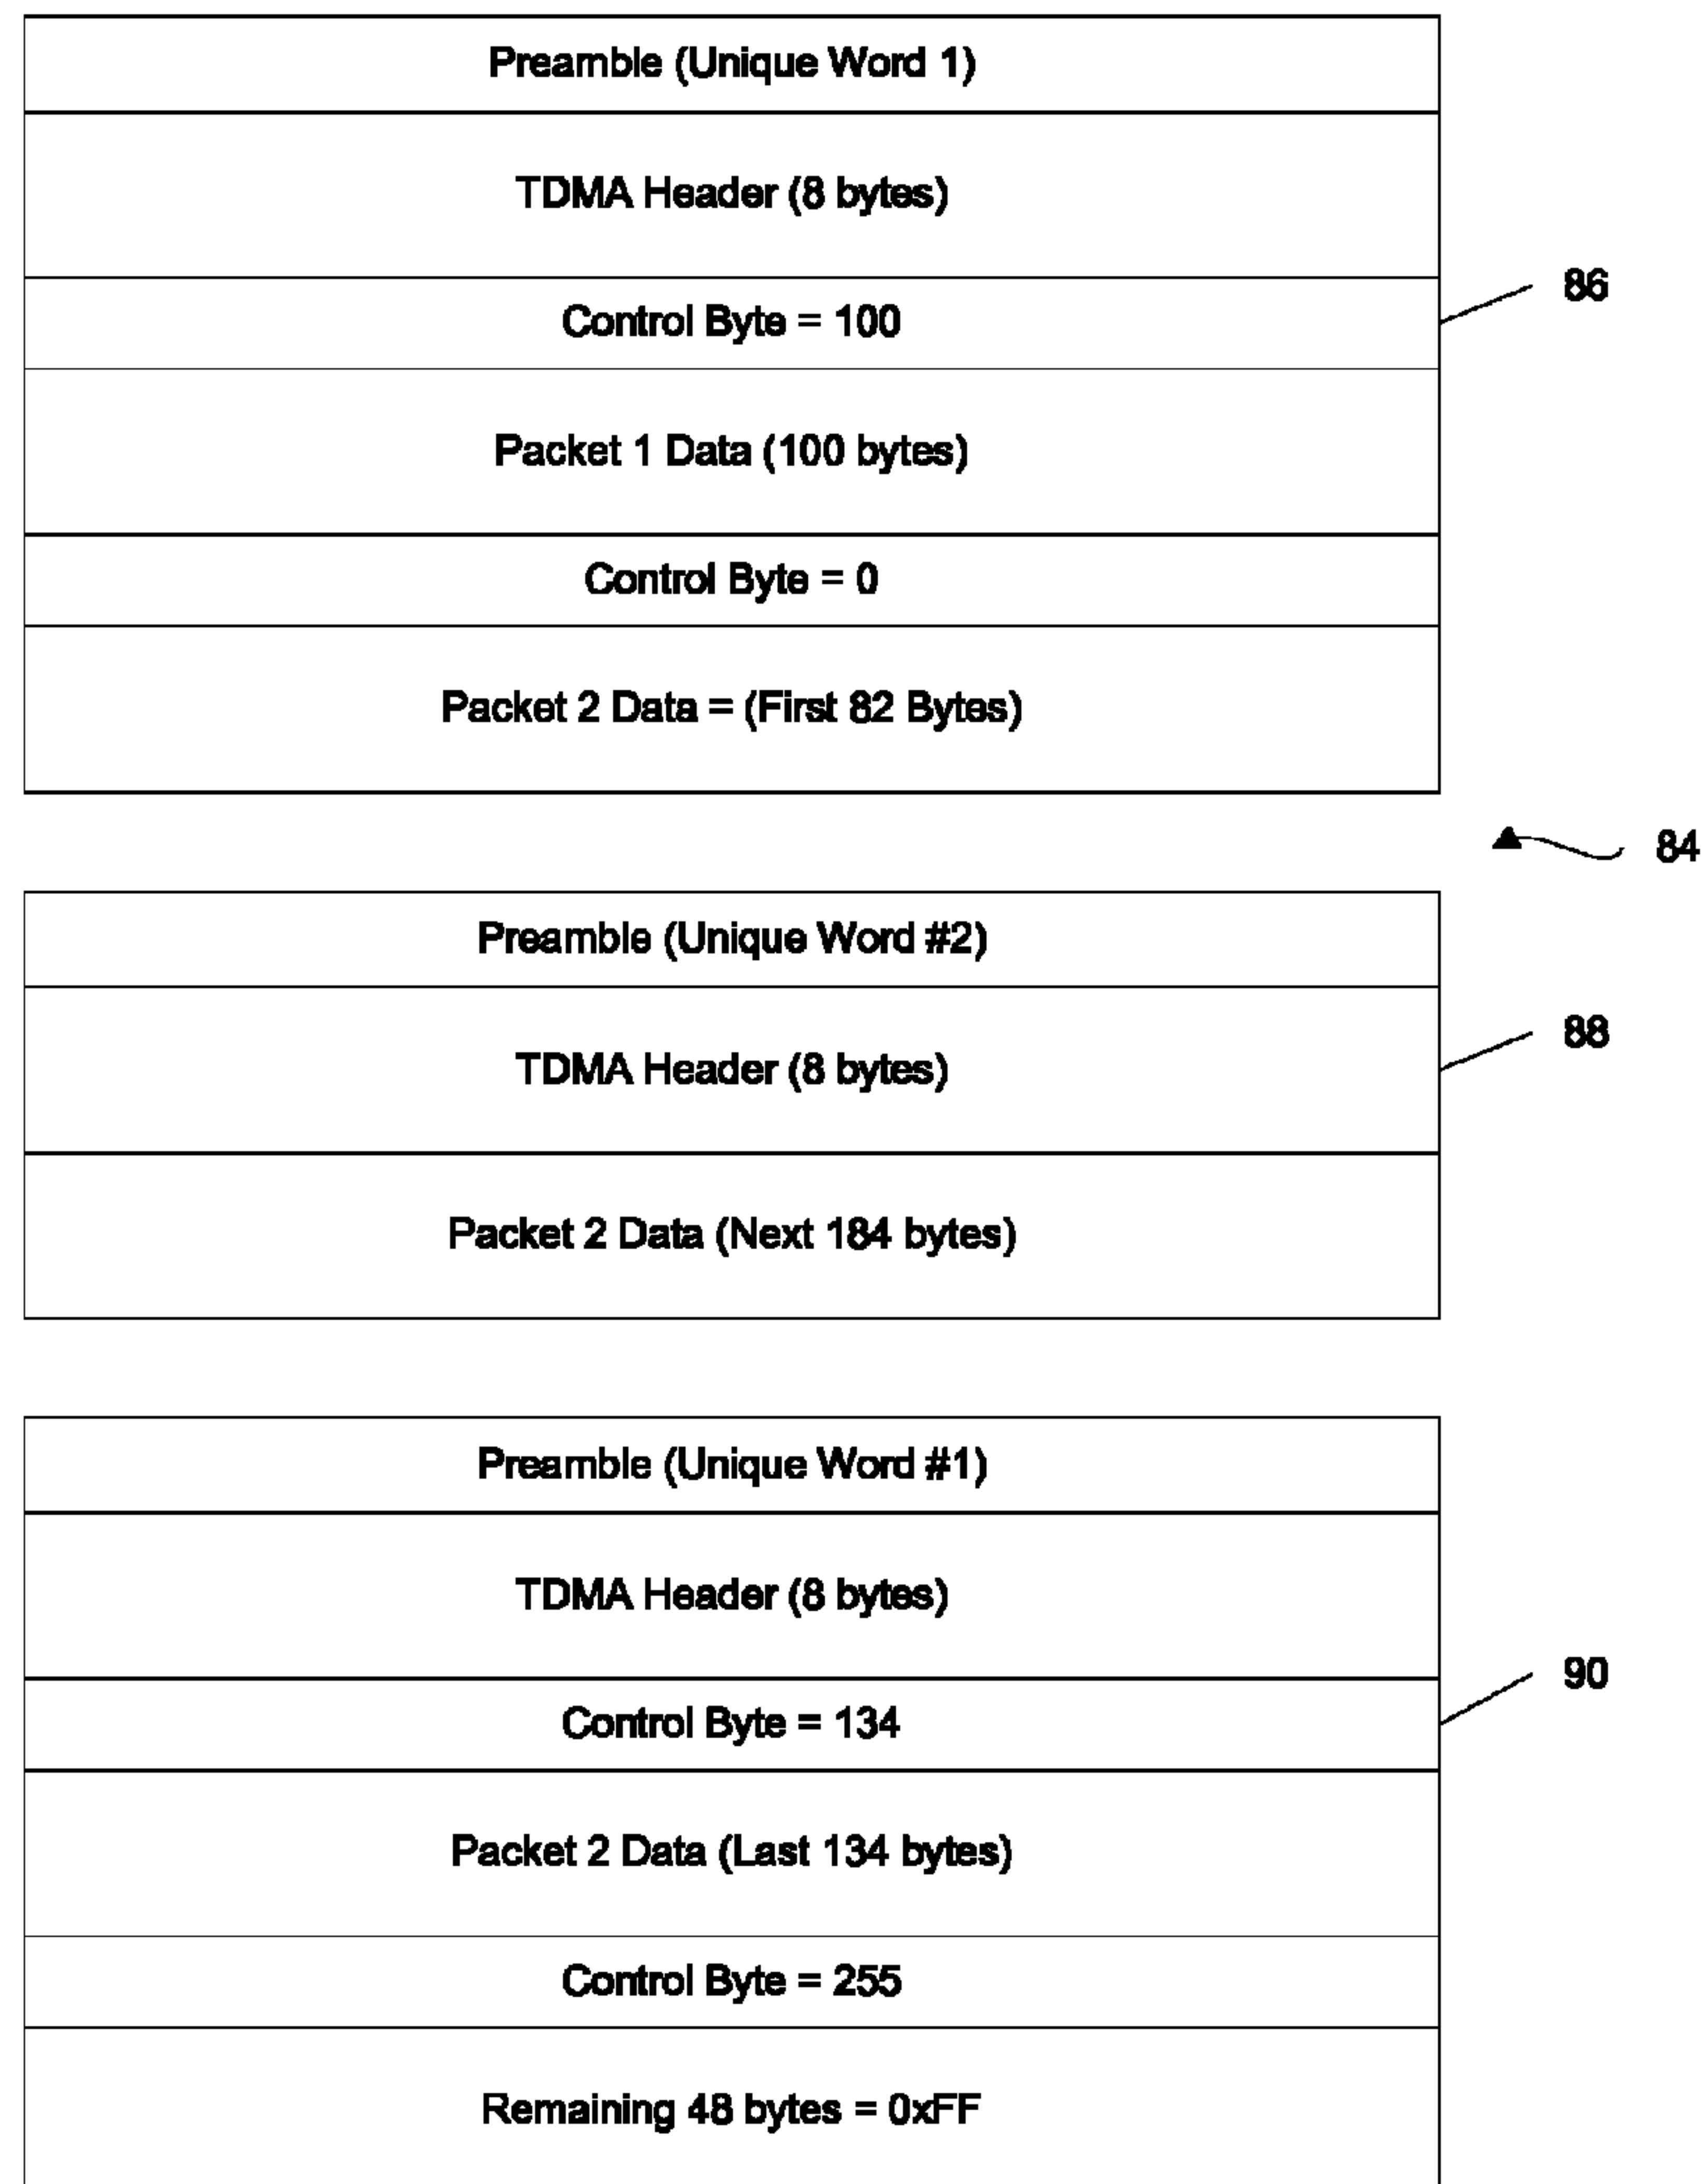 Preamble (Unique Word 1)
TDMA Header (8 bytes)
Control Byte = 100
86
Packet 1 Data (100 bytes)
Control Byte = 0
Packet 2 Data = (First 82 Bytes)
84
Preamble (Unique Word #2)
TDMA Header (8 bytes)
88
Packet 2 Data (Next 184 bytes)
Preamble (Unique Word #1)
TDMA Header (8 bytes)
Control Byte = 134
90
Packet 2 Data (Last 134 bytes)
Control Byte = 255
Remaining 48 bytes = 0xFF